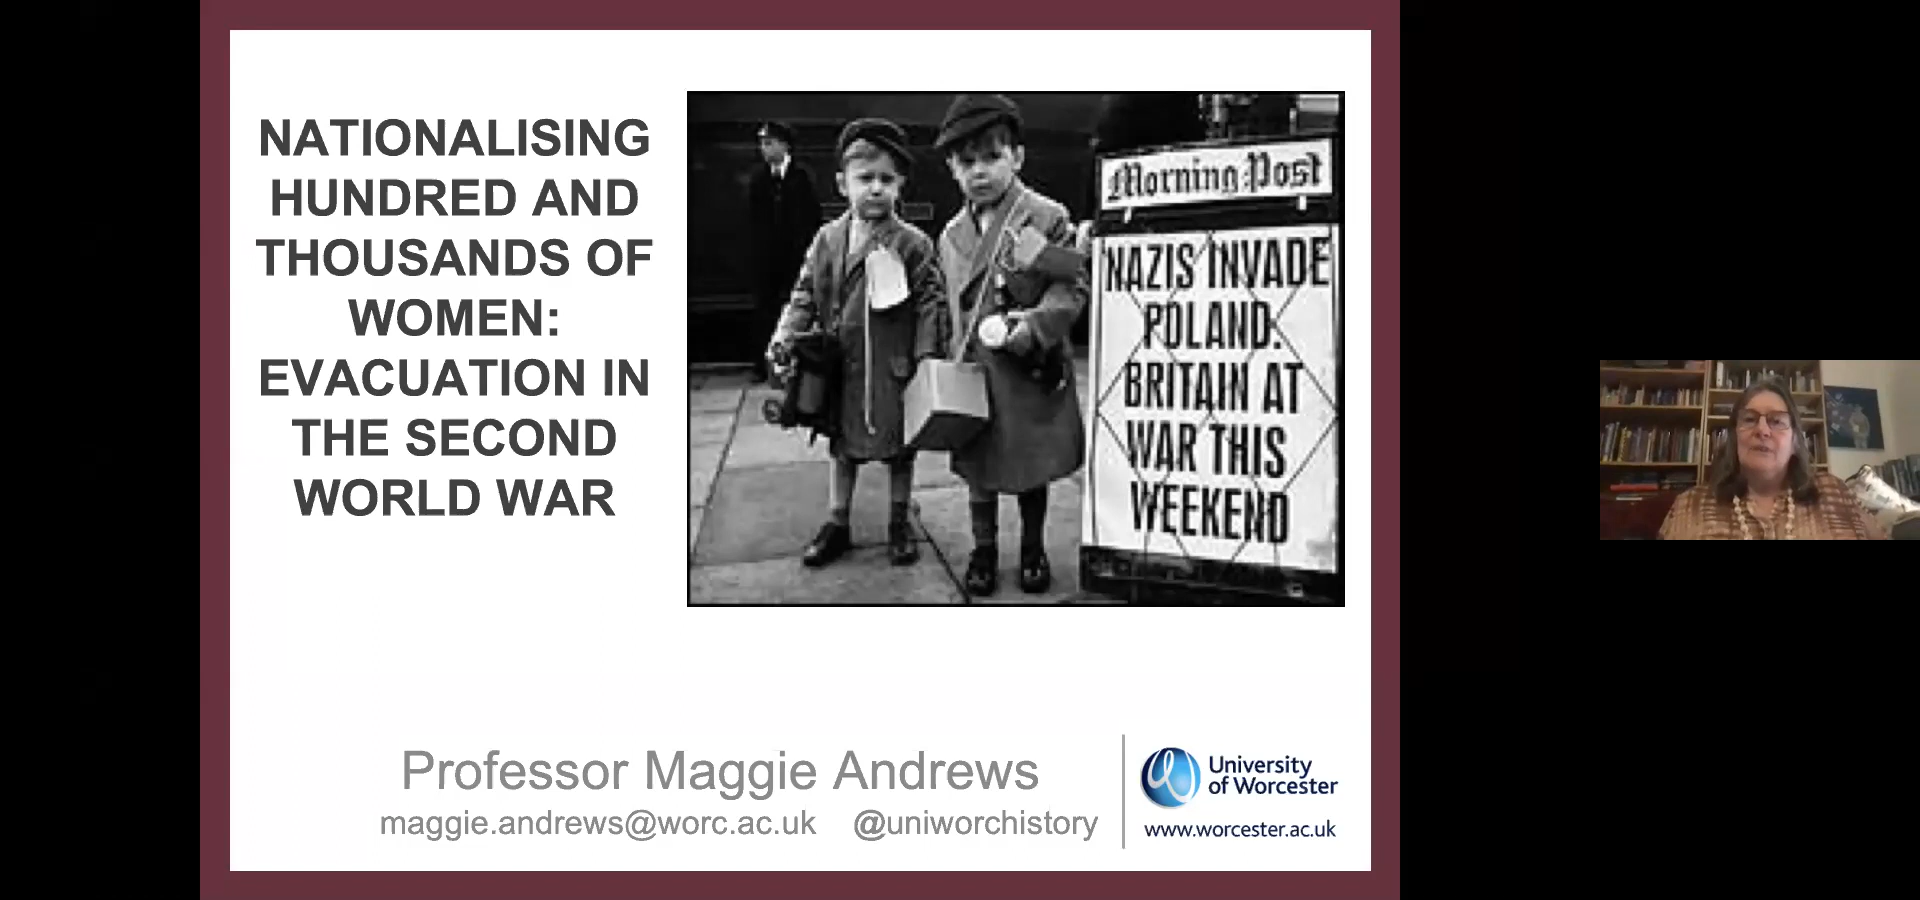 NATIONALISING
HUNDRED AND
THOUSANDS OF
WOMEN:
EVACUATION IN
THE SECOND
WORLD WAR
Morning Post
NAZIS INVADE
POLAND.
BRITAIN AT
WAR THIS
WEEKEND
Professor Maggie Andrews
maggie.andrews@worc.ac.uk @uniworchistory
University
of Worcester
www.worcester.ac.uk